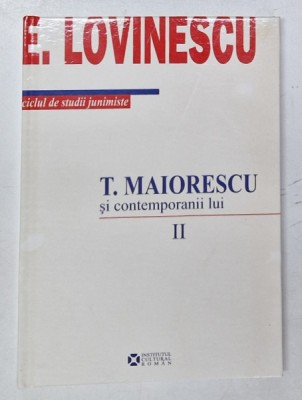 E. LOVINESCU
ciclul de studii junimiste
T. MAIORESCU
și contemporanii lui
II
INSTITUTUL
CULTURAL
ROMÂN